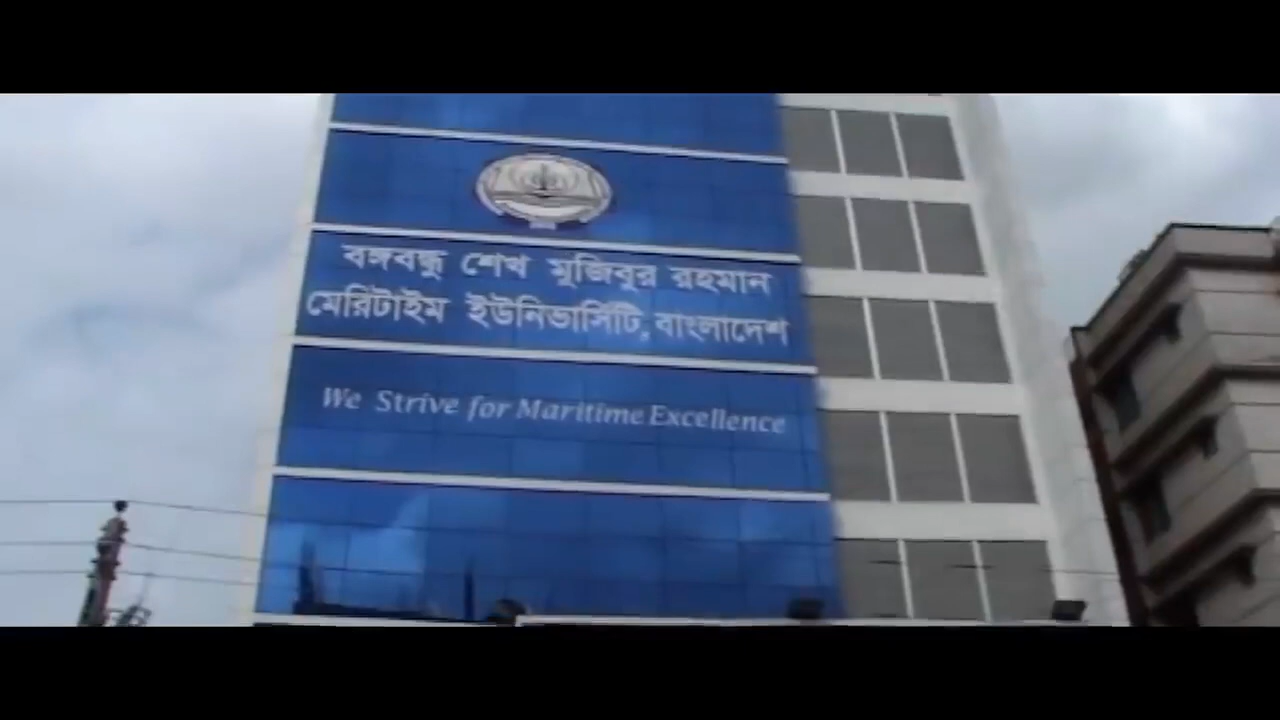 বঙ্গবন্ধু শেখ মুজিবুর রহমান
মেরিটাইম ইউনিভার্সিটি, বাংলাদেশ
We Strive for Maritime Excellence